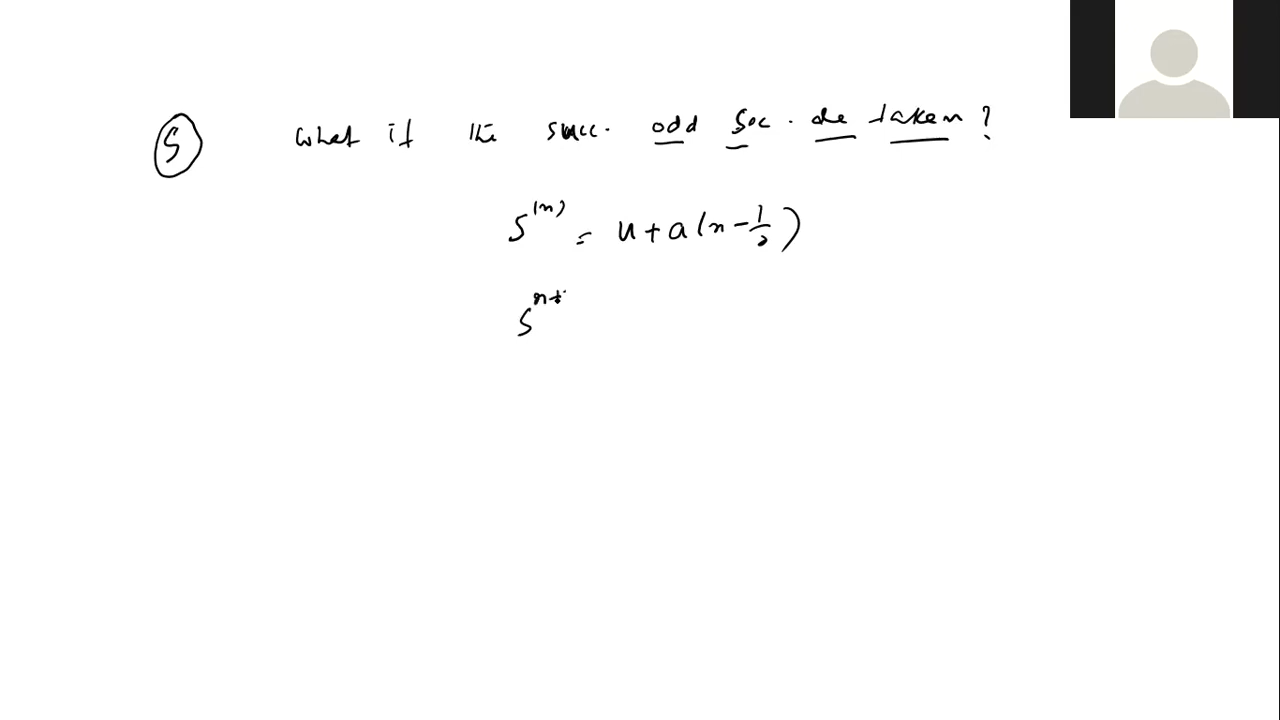 (5) What if the succ. odd sec. are taken?
S^(n) = u + a(n - 1/2)
S^n+